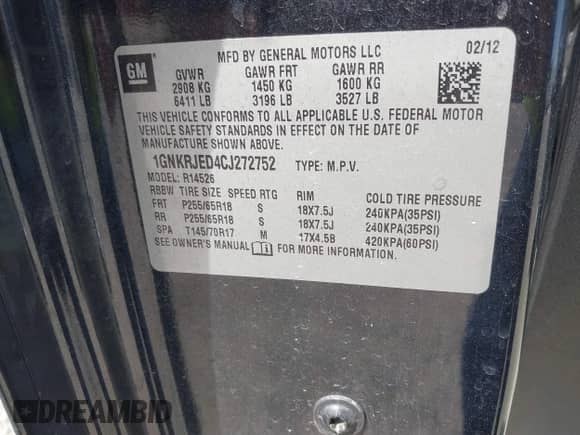 GM
MFD BY GENERAL MOTORS LLC 02/12
GVWR GAWR FRT GAWR RR
2908 KG 1450 KG 1600 KG
6411 LB 3196 LB 3527 LB
THIS VEHICLE CONFORMS TO ALL APPLICABLE U.S. FEDERAL MOTOR
VEHICLE SAFETY STANDARDS IN EFFECT ON THE DATE OF
MANUFACTURE SHOWN ABOVE.
1GNKRJED4CJ272752 TYPE: M.P.V.
MODEL: R14526
RBBW TIRE SIZE SPEED RTG RIM COLD TIRE PRESSURE
FRT P255/65R18 S 18X7.5J 240KPA(35PSI)
RR P255/65R18 S 18X7.5J 240KPA(35PSI)
SPA T145/70R17 M 17X4.5B 420KPA(60PSI)
SEE OWNER'S MANUAL FOR MORE INFORMATION.
DREAMBID